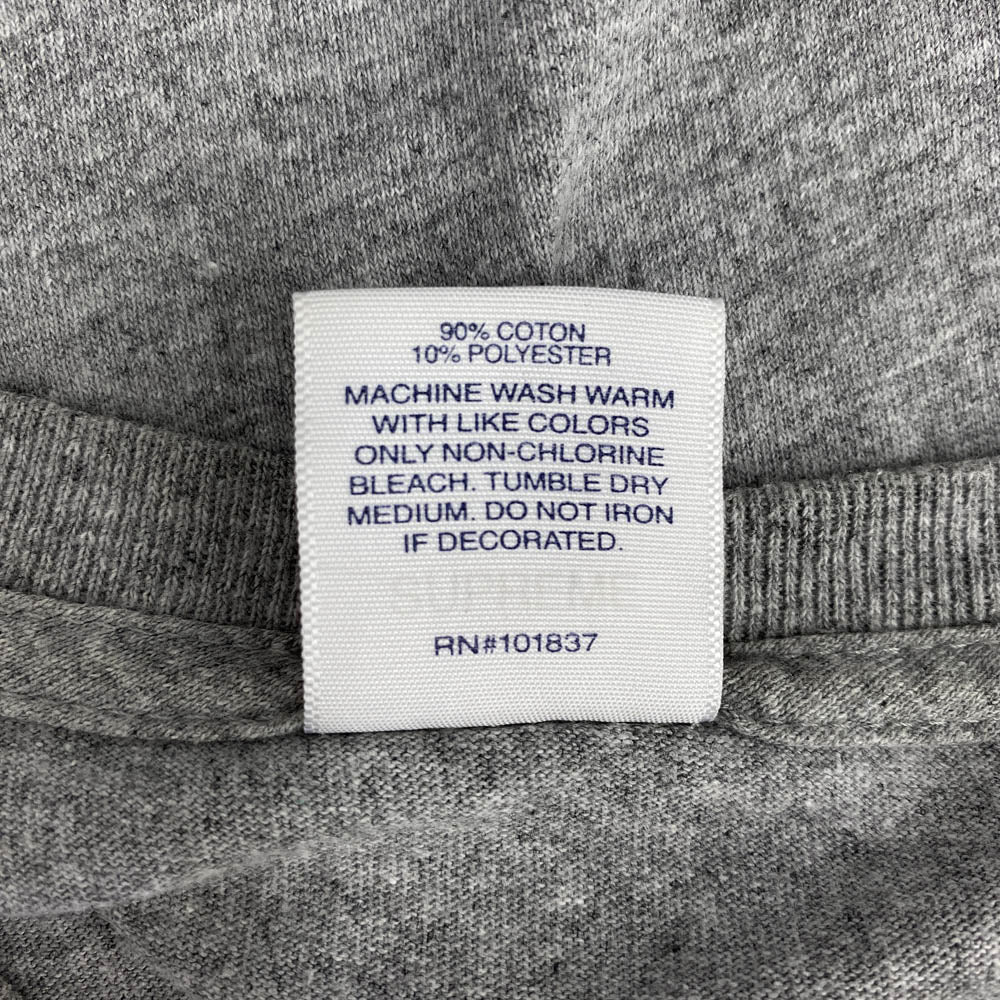 90% COTON
10% POLYESTER
MACHINE WASH WARM
WITH LIKE COLORS
ONLY NON-CHLORINE
BLEACH. TUMBLE DRY
MEDIUM. DO NOT IRON
IF DECORATED.
SUPREME
RN#101837